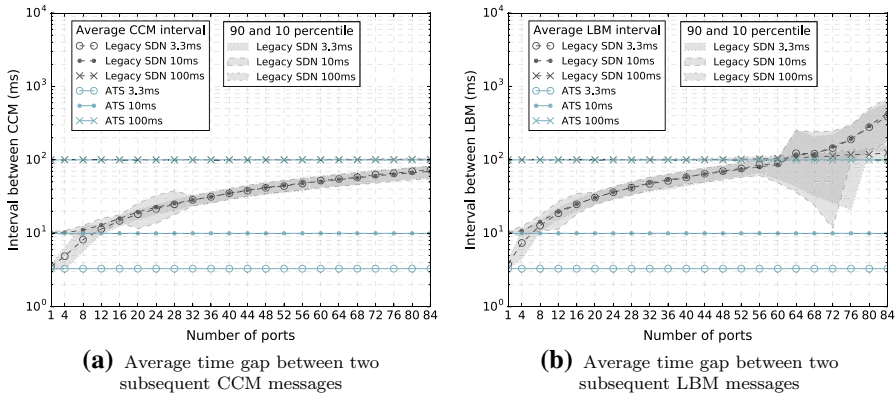 Average CCM interval
Legacy SDN 3.3ms
Legacy SDN 10ms
Legacy SDN 100ms
ATS 3.3ms
ATS 10ms
ATS 100ms
90 and 10 percentile
Legacy SDN 3.3ms
Legacy SDN 10ms
Legacy SDN 100ms
Interval between CCM (ms)
10⁴
10³
10²
10¹
10⁰
1 4 8 12 16 20 24 28 32 36 40 44 48 52 56 60 64 68 72 76 80 84
Number of ports
(a) Average time gap between two
subsequent CCM messages
Average LBM interval
Legacy SDN 3.3ms
Legacy SDN 10ms
Legacy SDN 100ms
ATS 3.3ms
ATS 10ms
ATS 100ms
90 and 10 percentile
Legacy SDN 3.3ms
Legacy SDN 10ms
Legacy SDN 100ms
Interval between LBM (ms)
10⁴
10³
10²
10¹
10⁰
1 4 8 12 16 20 24 28 32 36 40 44 48 52 56 60 64 68 72 76 80 84
Number of ports
(b) Average time gap between two
subsequent LBM messages